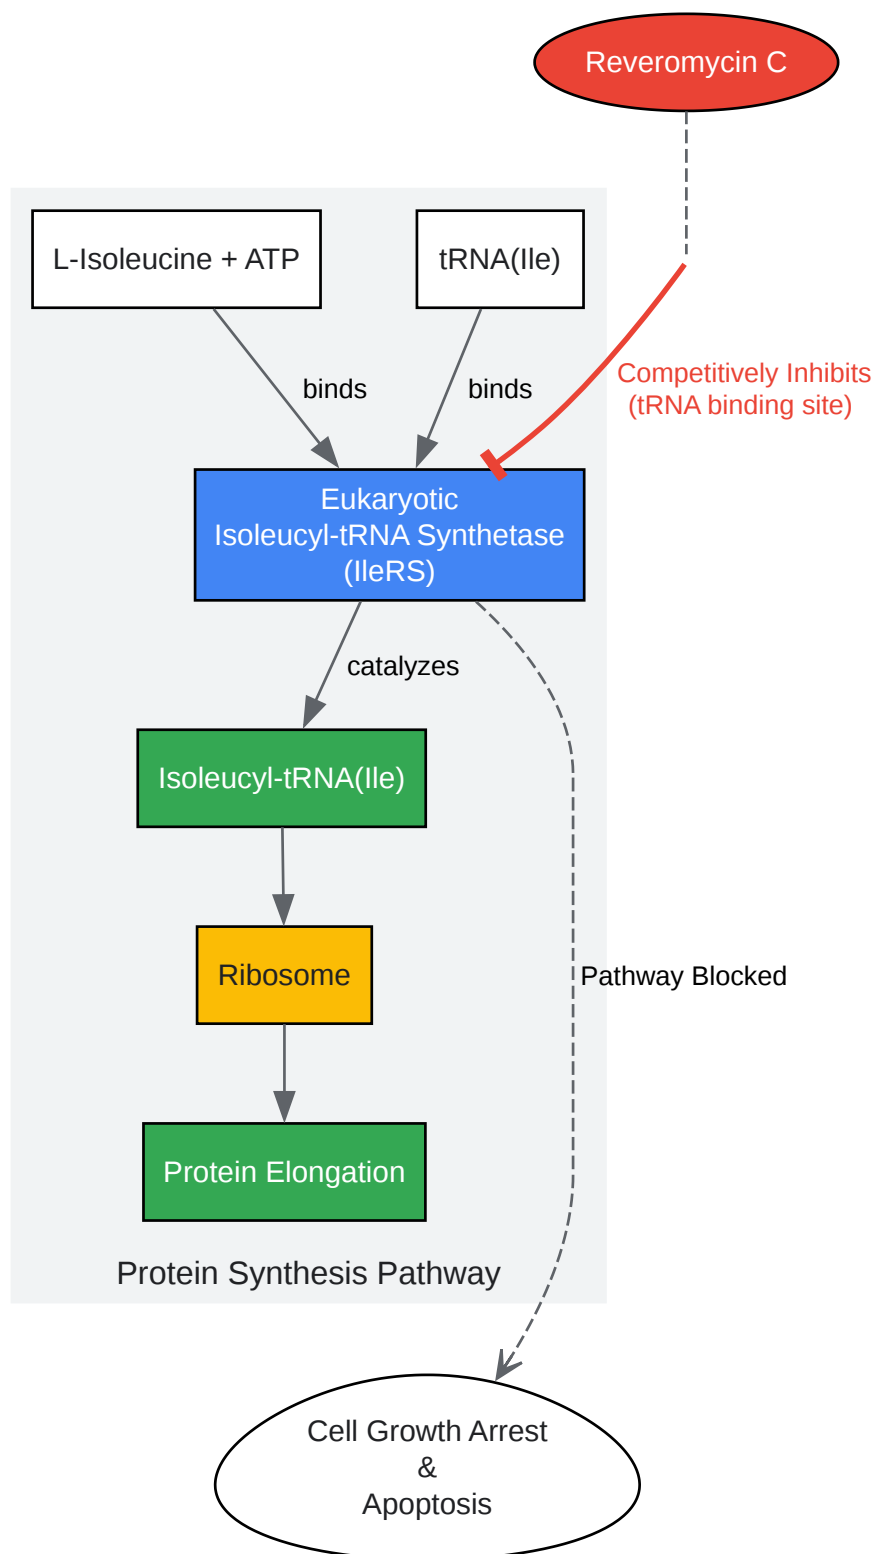 Reveromycin C
L-Isoleucine + ATP
tRNA(Ile)
binds
binds
Competitively Inhibits
(tRNA binding site)
Eukaryotic
Isoleucyl-tRNA Synthetase
(IleRS)
catalyzes
Isoleucyl-tRNA(Ile)
Ribosome
Pathway Blocked
Protein Elongation
Protein Synthesis Pathway
Cell Growth Arrest
&
Apoptosis